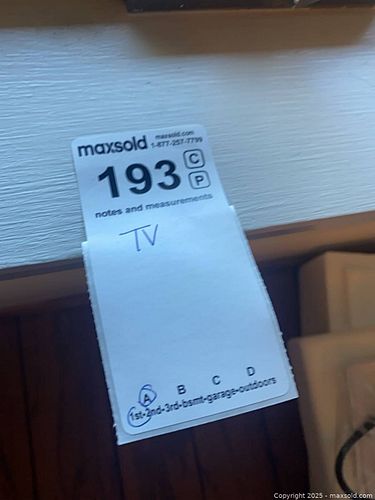 maxsold maxsold.com
1-877-257-7799
193 C
P
notes and measurements
TV
A B C D
1st-2nd-3rd-bsmt-garage-outdoors
Copyright 2025 - maxsold.com